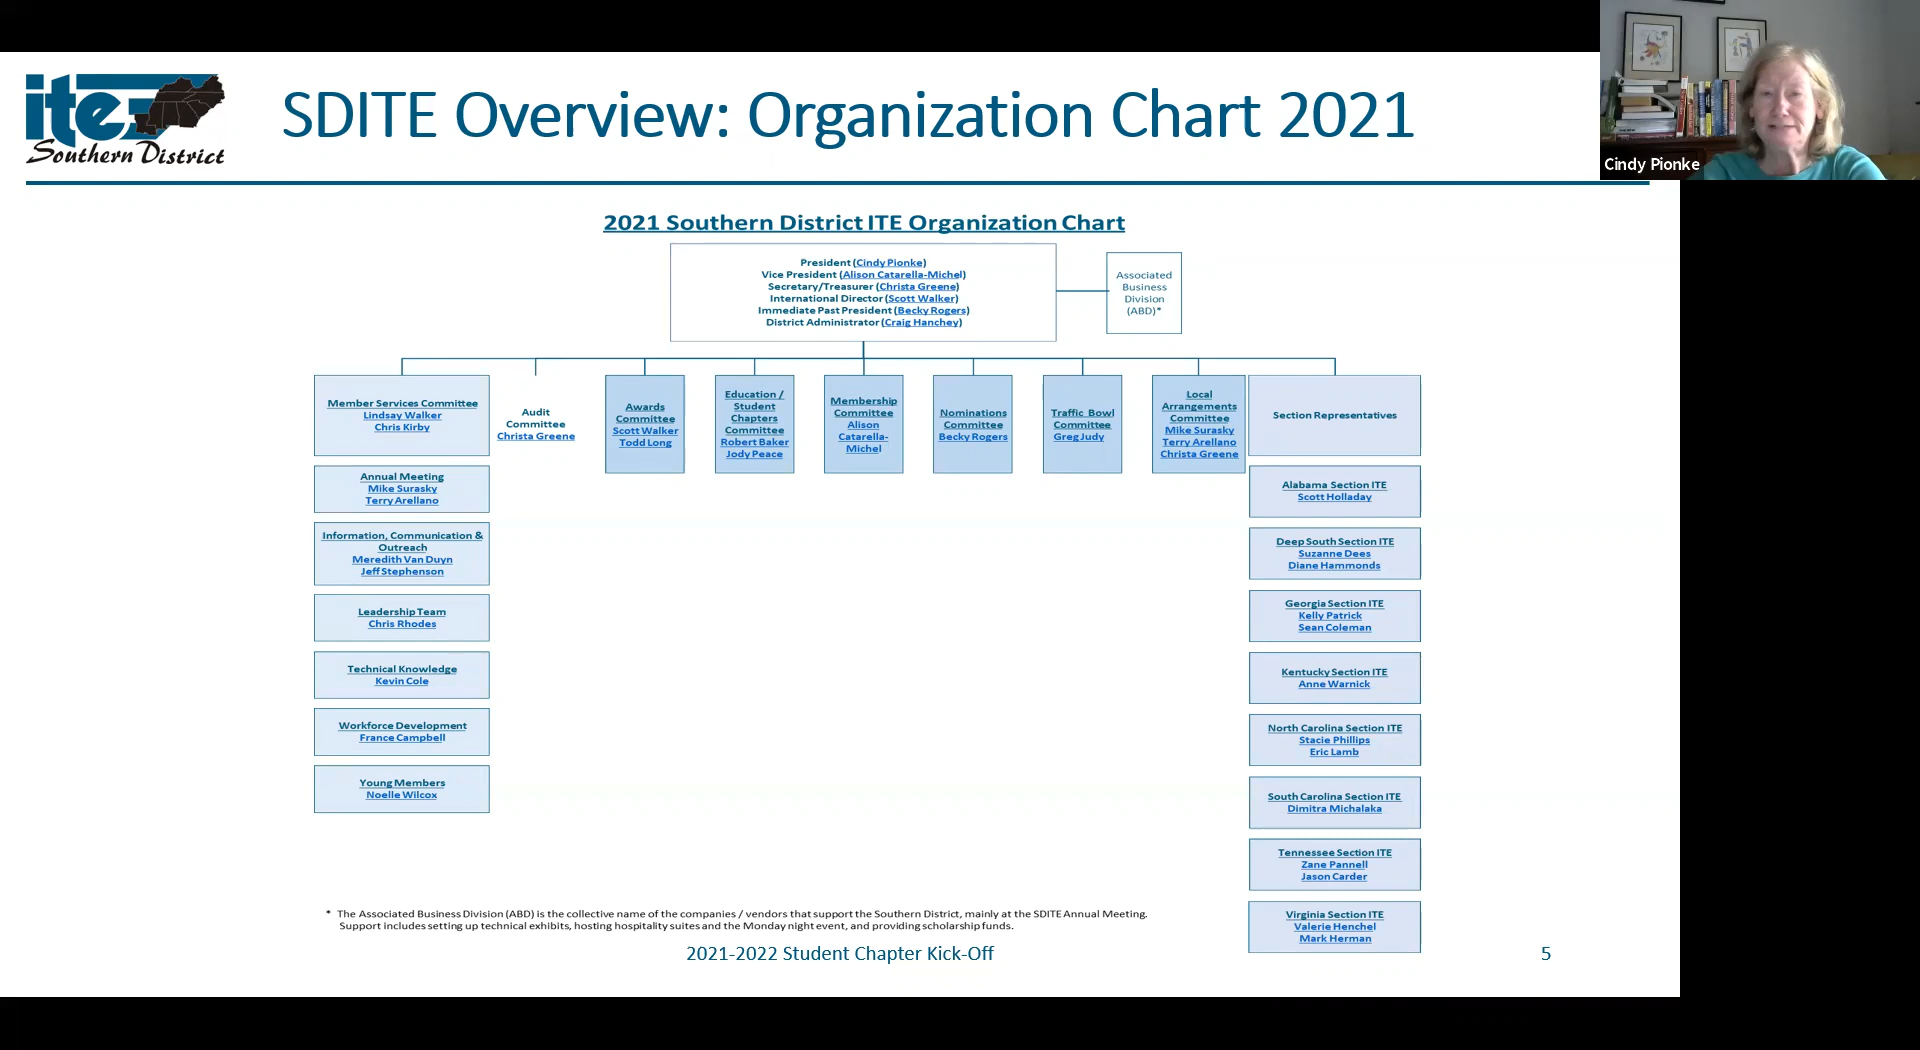 ite
Southern District
SDITE Overview: Organization Chart 2021
Cindy Pionke
2021 Southern District ITE Organization Chart
President (Cindy Pionke)
Vice President (Alison Catarella-Michel)
Secretary/Treasurer (Christa Greene)
International Director (Scott Walker)
Immediate Past President (Becky Rogers)
District Administrator (Craig Hanchey)
Associated
Business
Division
(ABD)*
Member Services Committee
Lindsay Walker
Chris Kirby
Audit
Committee
Christa Greene
Awards
Committee
Scott Walker
Todd Long
Education /
Student
Chapters
Committee
Robert Baker
Jody Peace
Membership
Committee
Alison
Catarella-
Michel
Nominations
Committee
Becky Rogers
Traffic Bowl
Committee
Greg Judy
Local
Arrangements
Committee
Mike Surasky
Terry Arellano
Christa Greene
Section Representatives
Annual Meeting
Mike Surasky
Terry Arellano
Information, Communication &
Outreach
Meredith Van Duyn
Jeff Stephenson
Leadership Team
Chris Rhodes
Technical Knowledge
Kevin Cole
Workforce Development
France Campbell
Young Members
Noelle Wilcox
Alabama Section ITE
Scott Holladay
Deep South Section ITE
Suzanne Dees
Diane Hammonds
Georgia Section ITE
Kelly Patrick
Sean Coleman
Kentucky Section ITE
Anne Warnick
North Carolina Section ITE
Stacie Phillips
Eric Lamb
South Carolina Section ITE
Dimitra Michalaka
Tennessee Section ITE
Zane Pannell
Jason Carder
Virginia Section ITE
Valerie Henchel
Mark Herman
* The Associated Business Division (ABD) is the collective name of the companies / vendors that support the Southern District, mainly at the SDITE Annual Meeting.
Support includes setting up technical exhibits, hosting hospitality suites and the Monday night event, and providing scholarship funds.
2021-2022 Student Chapter Kick-Off
5